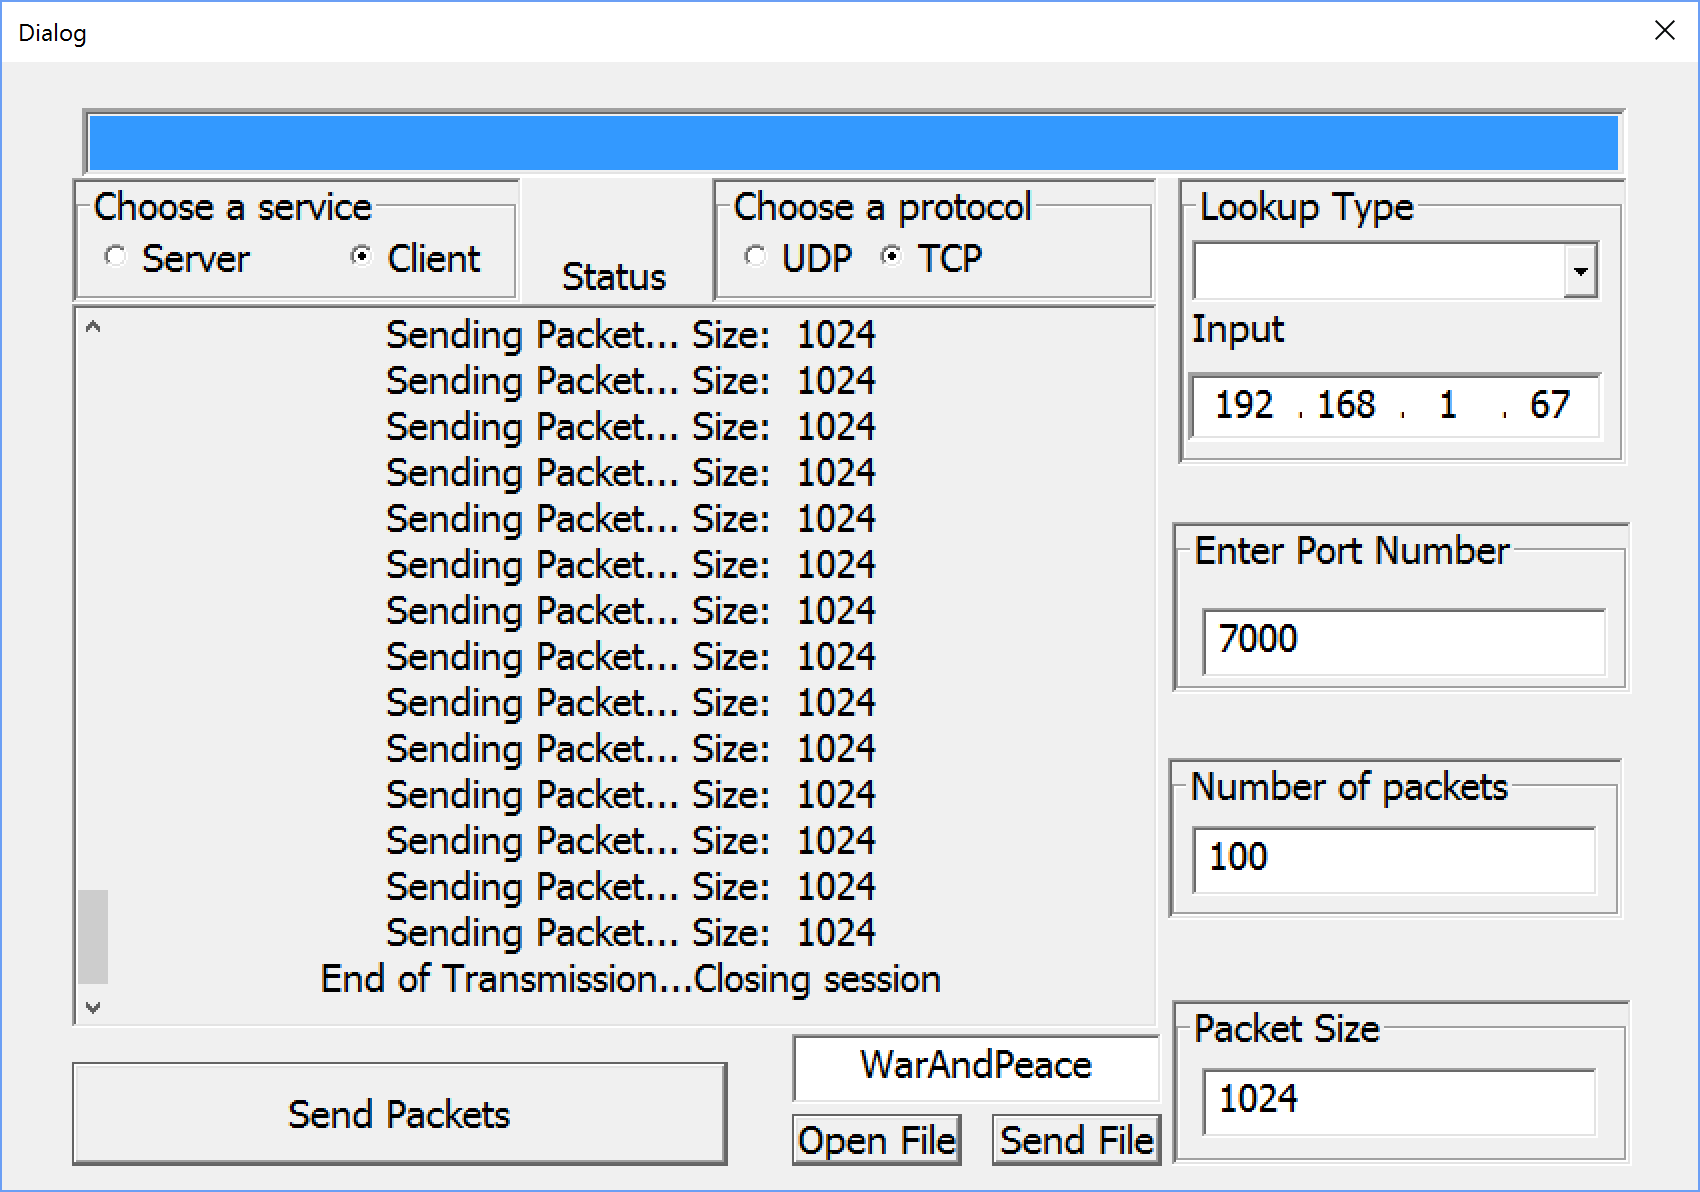 Dialog
Choose a service
Server Client
Status
Choose a protocol
UDP TCP
Lookup Type
Input
192 . 168 . 1 . 67
Sending Packet... Size: 1024
Sending Packet... Size: 1024
Sending Packet... Size: 1024
Sending Packet... Size: 1024
Sending Packet... Size: 1024
Sending Packet... Size: 1024
Sending Packet... Size: 1024
Sending Packet... Size: 1024
Sending Packet... Size: 1024
Sending Packet... Size: 1024
Sending Packet... Size: 1024
Sending Packet... Size: 1024
Sending Packet... Size: 1024
Sending Packet... Size: 1024
End of Transmission...Closing session
Enter Port Number
7000
Number of packets
100
Packet Size
1024
WarAndPeace
Send Packets
Open File
Send File